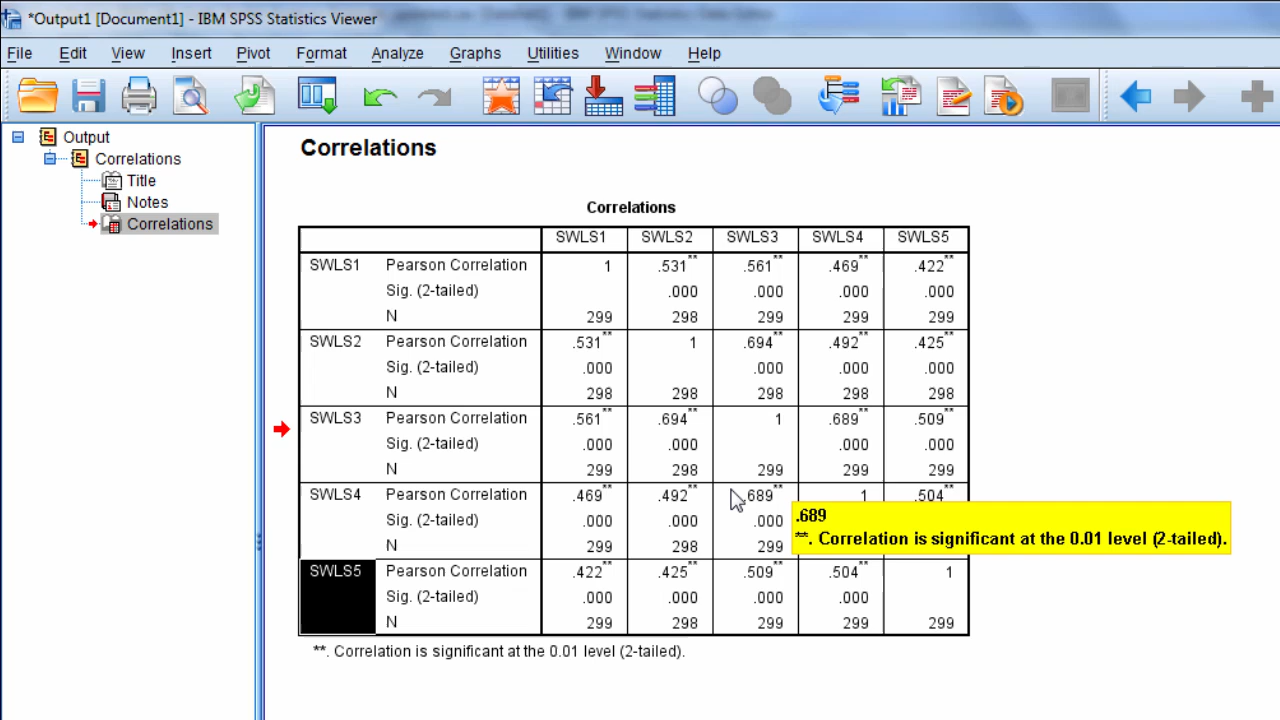 *Output1 [Document1] - IBM SPSS Statistics Viewer
File Edit View Insert Pivot Format Analyze Graphs Utilities Window Help
Output
Correlations
Title
Notes
Correlations
Correlations
Correlations
SWLS1 SWLS2 SWLS3 SWLS4 SWLS5
SWLS1 Pearson Correlation 1 .531** .561** .469** .422**
Sig. (2-tailed) .000 .000 .000 .000
N 299 298 299 299 299
SWLS2 Pearson Correlation .531** 1 .694** .492** .425**
Sig. (2-tailed) .000 .000 .000 .000
N 298 298 298 298 298
SWLS3 Pearson Correlation .561** .694** 1 .689** .509**
Sig. (2-tailed) .000 .000 .000 .000
N 299 298 299 299 299
SWLS4 Pearson Correlation .469** .492** .689** 1 .504**
Sig. (2-tailed) .000 .000 .000
N 299 298 299
.689
**. Correlation is significant at the 0.01 level (2-tailed).
SWLS5 Pearson Correlation .422** .425** .509** .504** 1
Sig. (2-tailed) .000 .000 .000 .000
N 299 298 299 299 299
**. Correlation is significant at the 0.01 level (2-tailed).